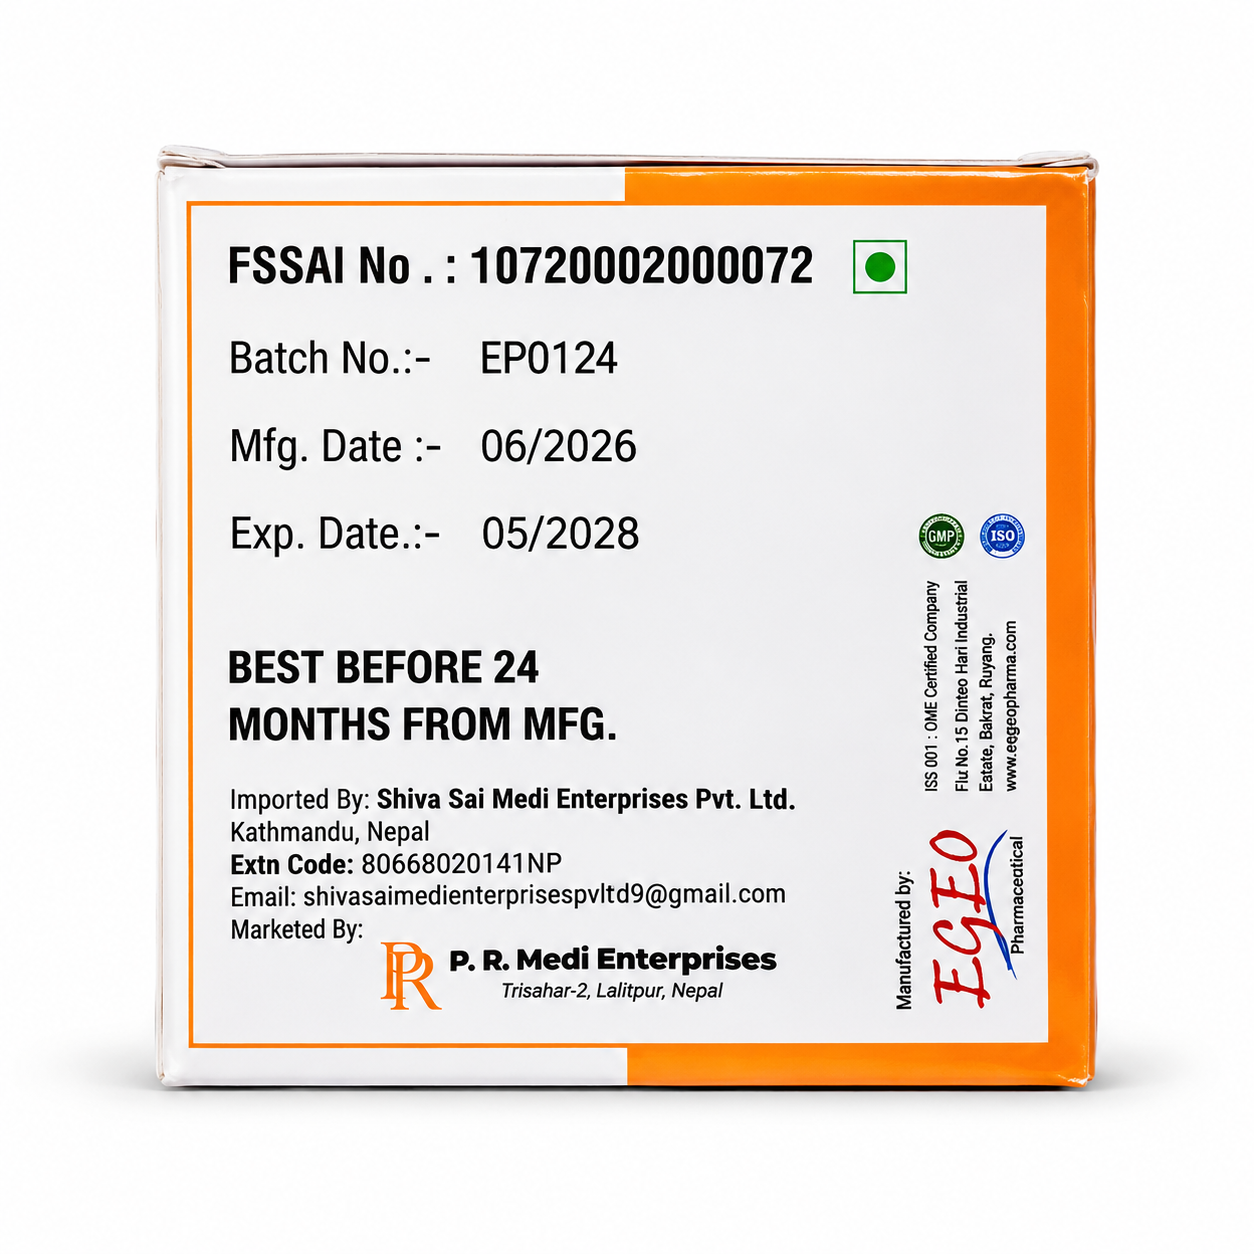 FSSAI No . : 10720002000072
Batch No.:- EP0124
Mfg. Date :- 06/2026
Exp. Date.:- 05/2028
BEST BEFORE 24
MONTHS FROM MFG.
Imported By: Shiva Sai Medi Enterprises Pvt. Ltd.
Kathmandu, Nepal
Extn Code: 80668020141NP
Email: shivasaimedienterprisespvltd9@gmail.com
Marketed By:
PR
P. R. Medi Enterprises
Trisahar-2, Lalitpur, Nepal
GMP
ISO
ISS 001 : OME Certified Company
Flu No.15 Dinteo Hari Industrial
Eatate, Bakrat, Ruyang.
www.eegeopharma.com
Manufactured by:
EGEO
Pharmaceutical